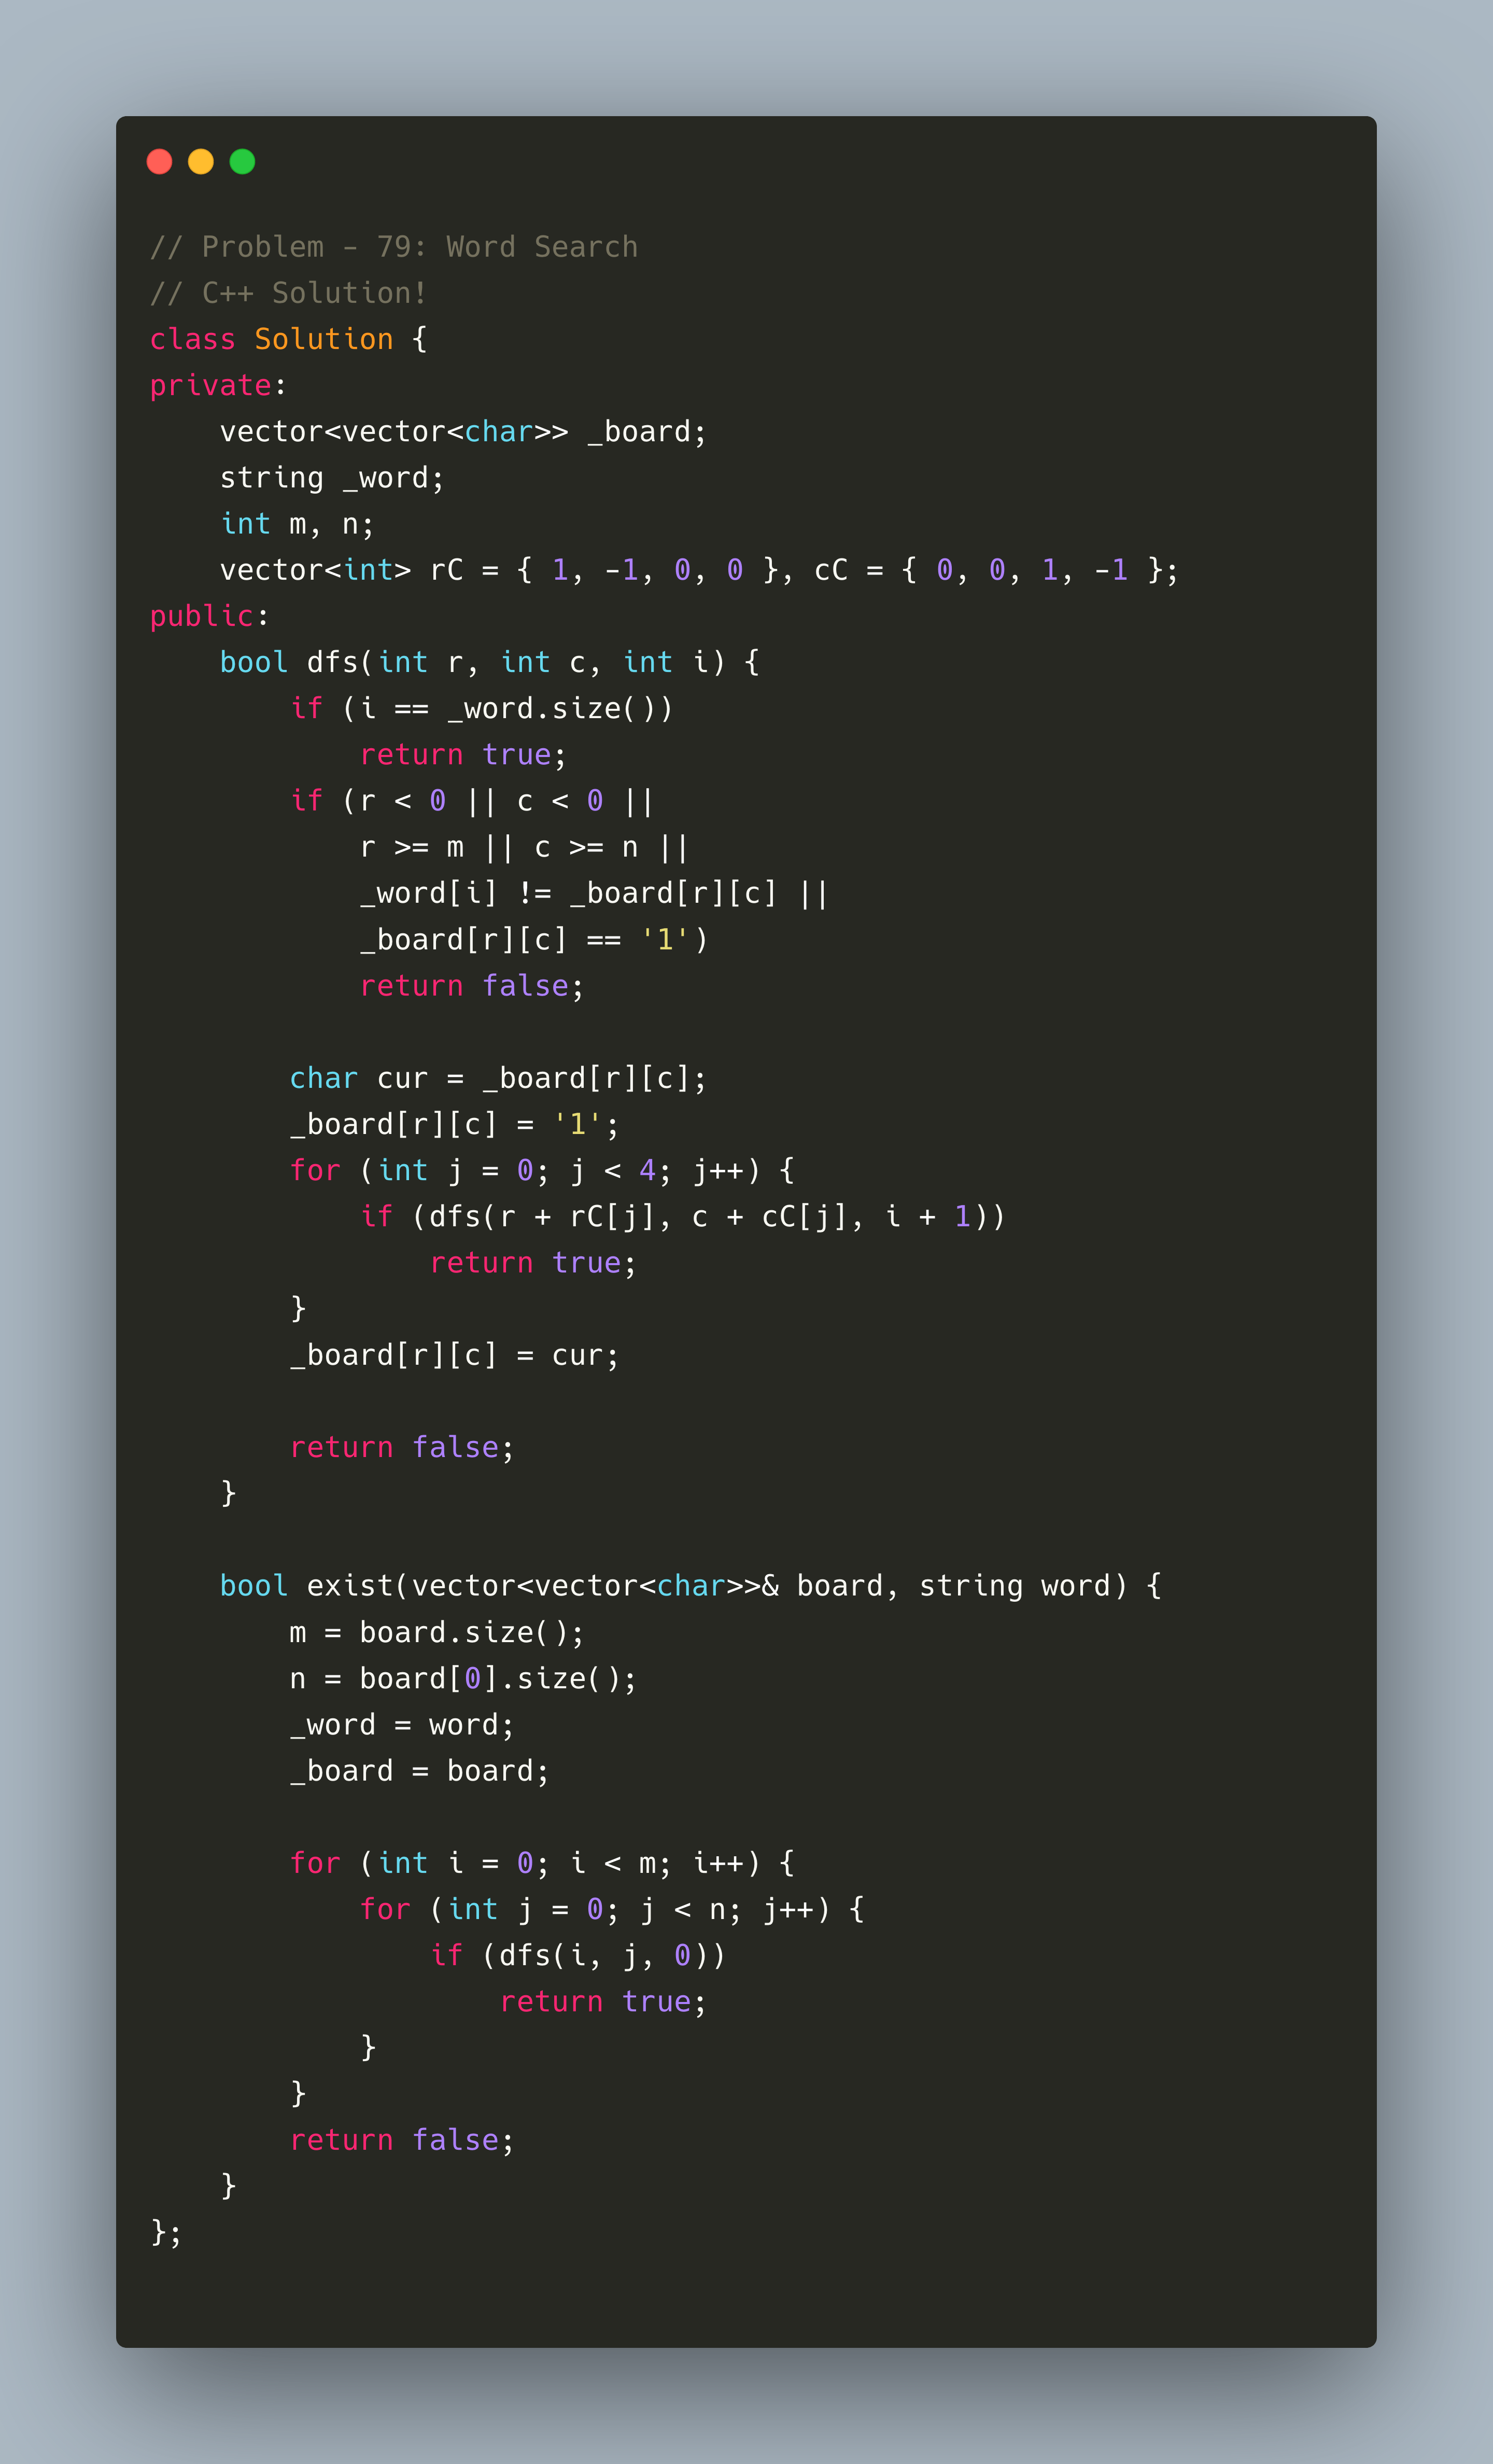 // Problem - 79: Word Search
// C++ Solution!
class Solution {
private:
    vector<vector<char>> _board;
    string _word;
    int m, n;
    vector<int> rC = { 1, -1, 0, 0 }, cC = { 0, 0, 1, -1 };
public:
    bool dfs(int r, int c, int i) {
        if (i == _word.size())
            return true;
        if (r < 0 || c < 0 ||
            r >= m || c >= n ||
            _word[i] != _board[r][c] ||
            _board[r][c] == '1')
            return false;

        char cur = _board[r][c];
        _board[r][c] = '1';
        for (int j = 0; j < 4; j++) {
            if (dfs(r + rC[j], c + cC[j], i + 1))
                return true;
        }
        _board[r][c] = cur;

        return false;
    }

    bool exist(vector<vector<char>>& board, string word) {
        m = board.size();
        n = board[0].size();
        _word = word;
        _board = board;

        for (int i = 0; i < m; i++) {
            for (int j = 0; j < n; j++) {
                if (dfs(i, j, 0))
                    return true;
            }
        }
        return false;
    }
};